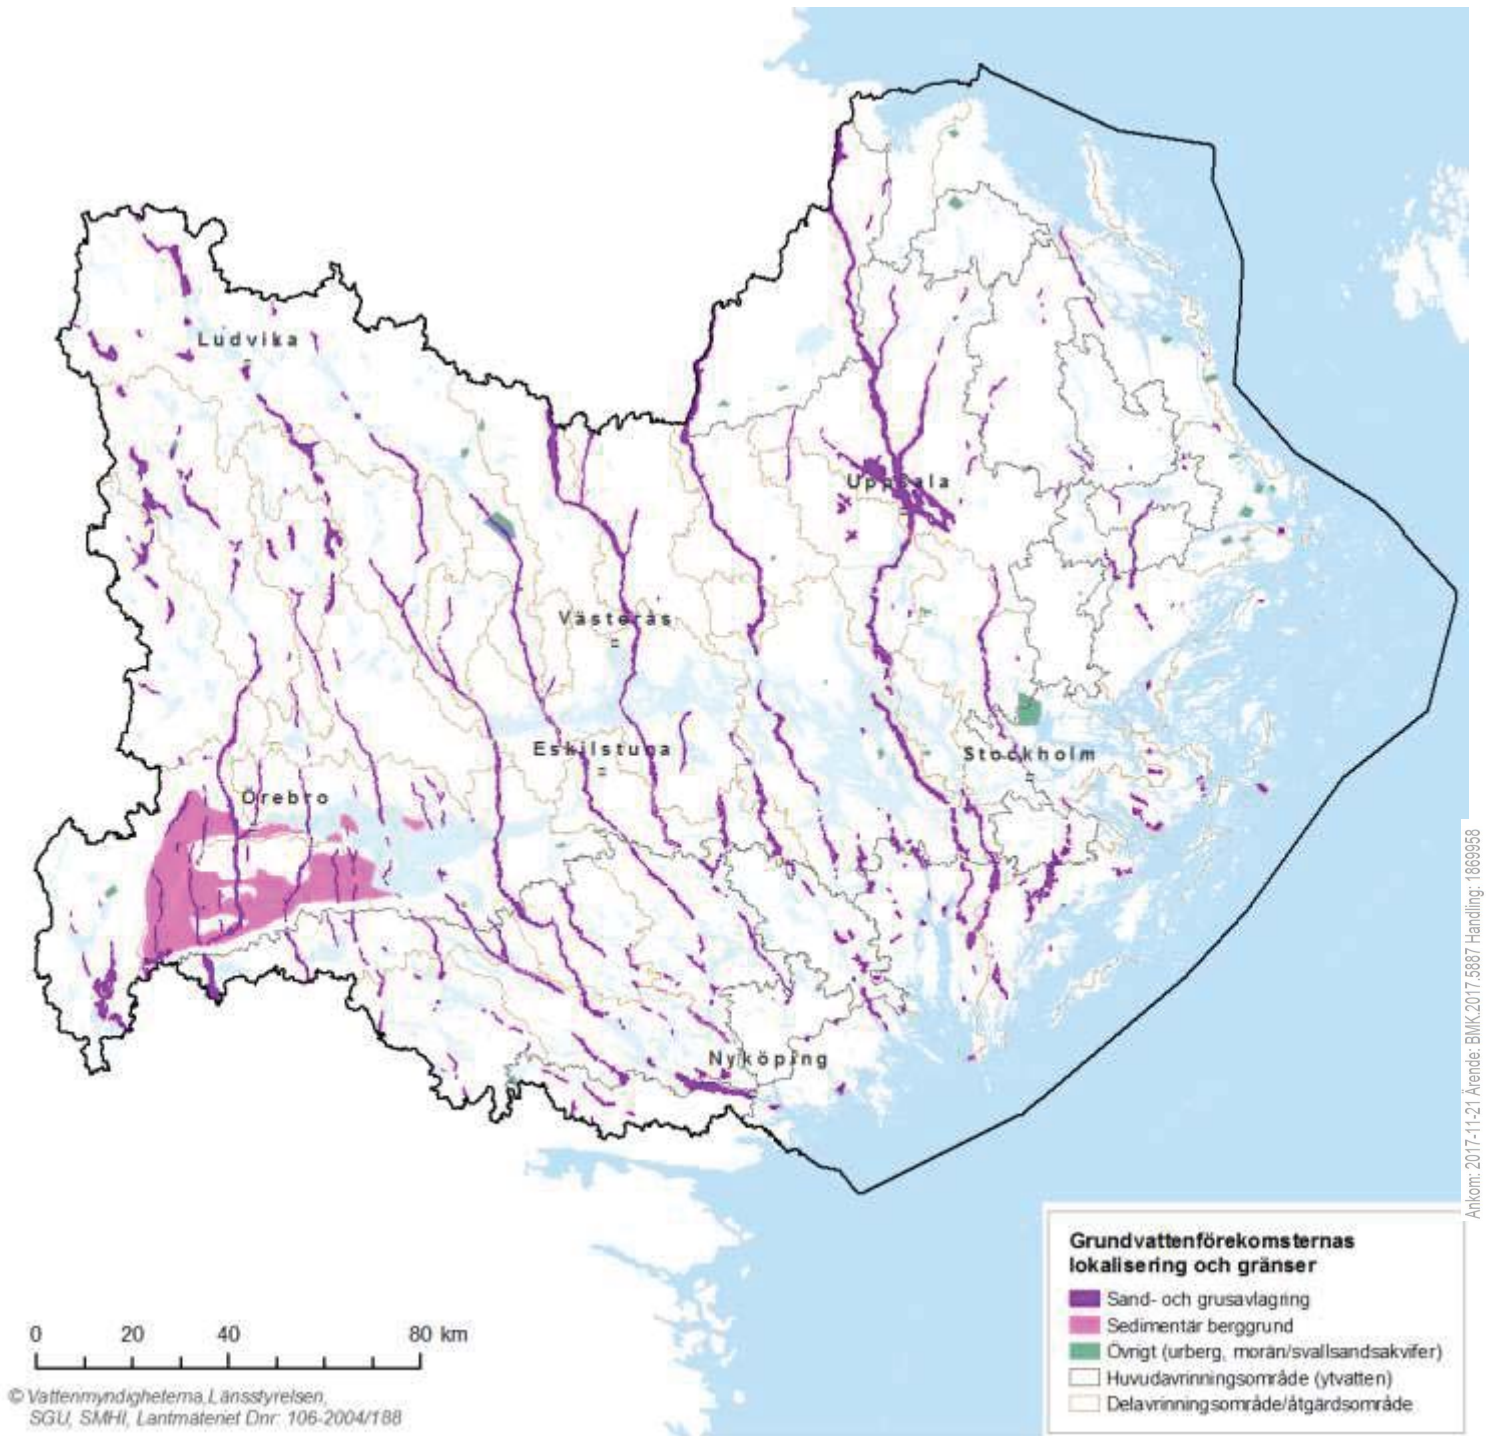 Ludvika
Uppsala
Västerås
Eskilstuna
Stockholm
Örebro
Nyköping
Ankom: 2017-11-21 Ärende: BMK.2017.5887 Handling: 1869958
Grundvattenförekomsternas
lokalisering och gränser
Sand- och grusavlagring
Sedimentär berggrund
Övrigt (urberg, morän/svallsandsakvifer)
Huvudavrinningsområde (ytvatten)
Delavrinningsområde/åtgärdsområde
0 20 40 80 km
© Vattenmyndigheterna,Länsstyrelsen,
SGU, SMHI, Lantmäteriet Dnr: 106-2004/188